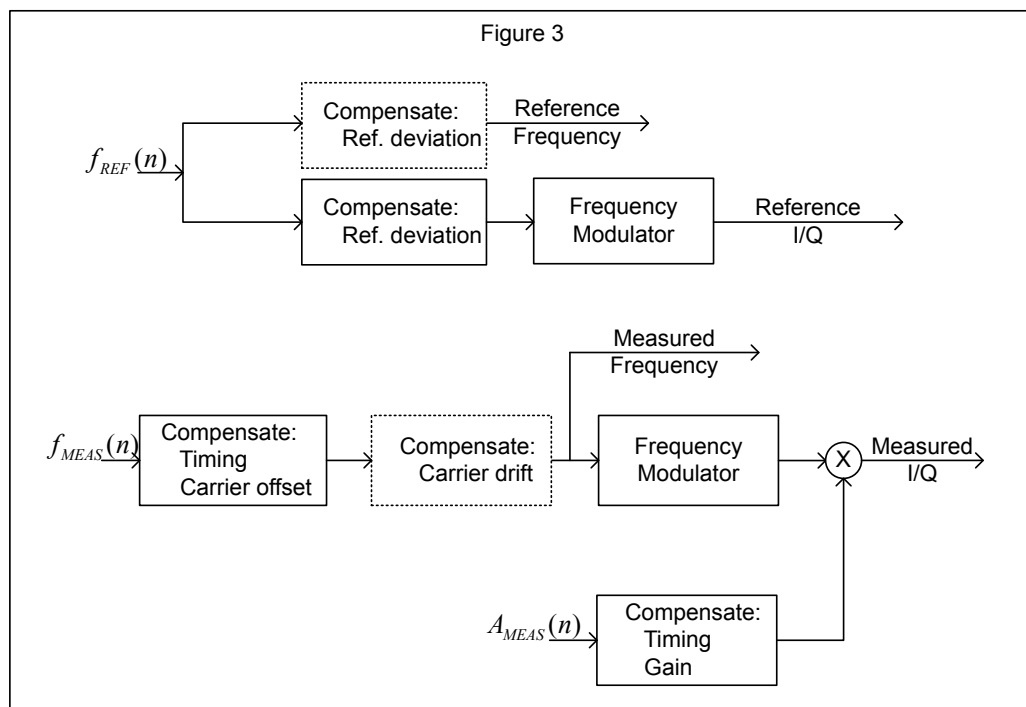 Figure 3
Compensate:
Ref. deviation
Reference
Frequency
f_REF(n)
Compensate:
Ref. deviation
Frequency
Modulator
Reference
I/Q
Measured
Frequency
f_MEAS(n)
Compensate:
Timing
Carrier offset
Compensate:
Carrier drift
Frequency
Modulator
X
Measured
I/Q
A_MEAS(n)
Compensate:
Timing
Gain